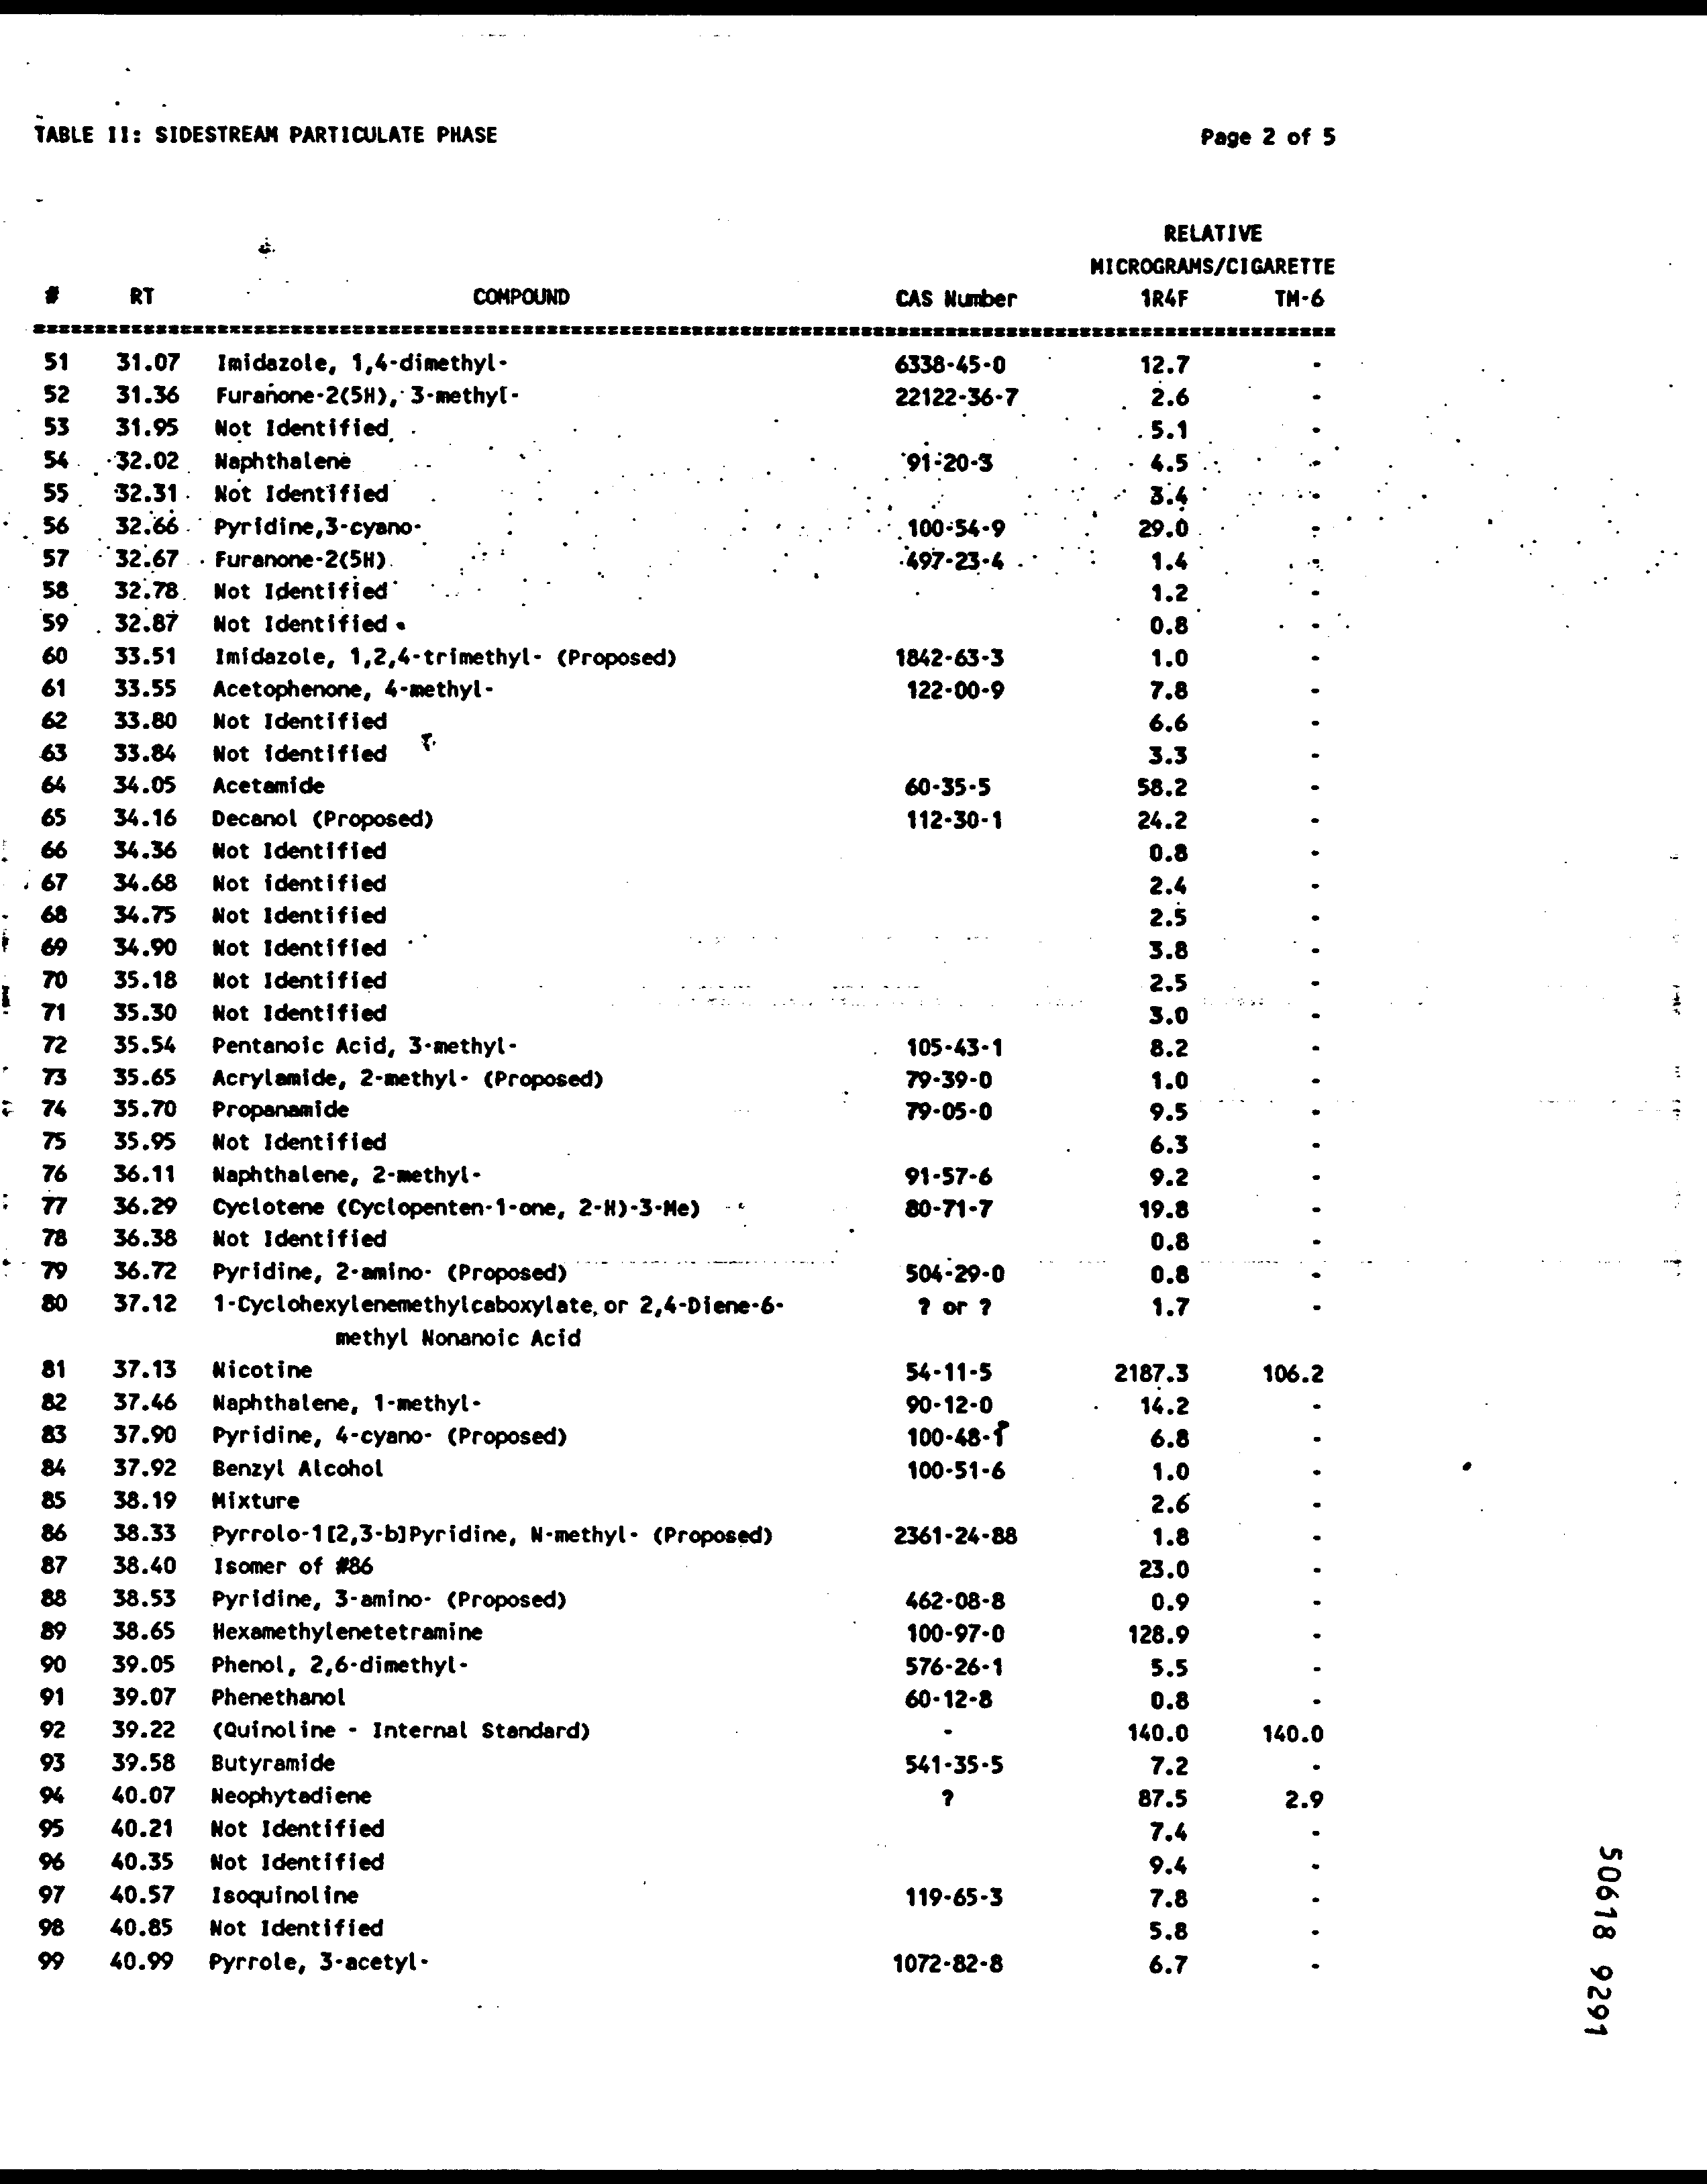 TABLE II: SIDESTREAM PARTICULATE PHASE Page 2 of 5
RELATIVE
MICROGRAMS/CIGARETTE
# RT COMPOUND CAS Number 1R4F TM-6
51 31.07 Imidazole, 1,4-dimethyl- 6338-45-0 12.7 -
52 31.36 Furanone-2(5H), 3-methyl- 22122-36-7 2.6 -
53 31.95 Not Identified 5.1 -
54 32.02 Naphthalene 91-20-3 4.5 -
55 32.31 Not Identified 3.4 -
56 32.66 Pyridine,3-cyano- 100-54-9 29.0 -
57 32.67 Furanone-2(5H) 497-23-4 1.4 -
58 32.78 Not Identified 1.2 -
59 32.87 Not Identified 0.8 -
60 33.51 Imidazole, 1,2,4-trimethyl- (Proposed) 1842-63-3 1.0 -
61 33.55 Acetophenone, 4-methyl- 122-00-9 7.8 -
62 33.80 Not Identified 6.6 -
63 33.84 Not identified 3.3 -
64 34.05 Acetamide 60-35-5 58.2 -
65 34.16 Decanol (Proposed) 112-30-1 24.2 -
66 34.36 Not Identified 0.8 -
67 34.68 Not identified 2.4 -
68 34.75 Not Identified 2.5 -
69 34.90 Not Identified 3.8 -
70 35.18 Not Identified 2.5 -
71 35.30 Not Identified 3.0 -
72 35.54 Pentanoic Acid, 3-methyl- 105-43-1 8.2 -
73 35.65 Acrylamide, 2-methyl- (Proposed) 79-39-0 1.0 -
74 35.70 Propanamide 79-05-0 9.5 -
75 35.95 Not Identified 6.3 -
76 36.11 Naphthalene, 2-methyl- 91-57-6 9.2 -
77 36.29 Cyclotene (Cyclopenten-1-one, 2-H)-3-Me) 80-71-7 19.8 -
78 36.38 Not Identified 0.8 -
79 36.72 Pyridine, 2-amino- (Proposed) 504-29-0 0.8 -
80 37.12 1-Cyclohexylenemethylcaboxylate, or 2,4-Diene-6- ? or ? 1.7 -
methyl Nonanoic Acid
81 37.13 Nicotine 54-11-5 2187.3 106.2
82 37.46 Naphthalene, 1-methyl- 90-12-0 14.2 -
83 37.90 Pyridine, 4-cyano- (Proposed) 100-48-1 6.8 -
84 37.92 Benzyl Alcohol 100-51-6 1.0 -
85 38.19 Mixture 2.6 -
86 38.33 Pyrrolo-1[2,3-b]Pyridine, N-methyl- (Proposed) 2361-24-88 1.8 -
87 38.40 Isomer of #86 23.0 -
88 38.53 Pyridine, 3-amino- (Proposed) 462-08-8 0.9 -
89 38.65 Hexamethylenetetramine 100-97-0 128.9 -
90 39.05 Phenol, 2,6-dimethyl- 576-26-1 5.5 -
91 39.07 Phenethanol 60-12-8 0.8 -
92 39.22 (Quinoline - Internal Standard) - 140.0 140.0
93 39.58 Butyramide 541-35-5 7.2 -
94 40.07 Neophytadiene ? 87.5 2.9
95 40.21 Not Identified 7.4 -
96 40.35 Not Identified 9.4 -
97 40.57 Isoquinoline 119-65-3 7.8 -
98 40.85 Not Identified 5.8 -
99 40.99 Pyrrole, 3-acetyl- 1072-82-8 6.7 -
50618 9291